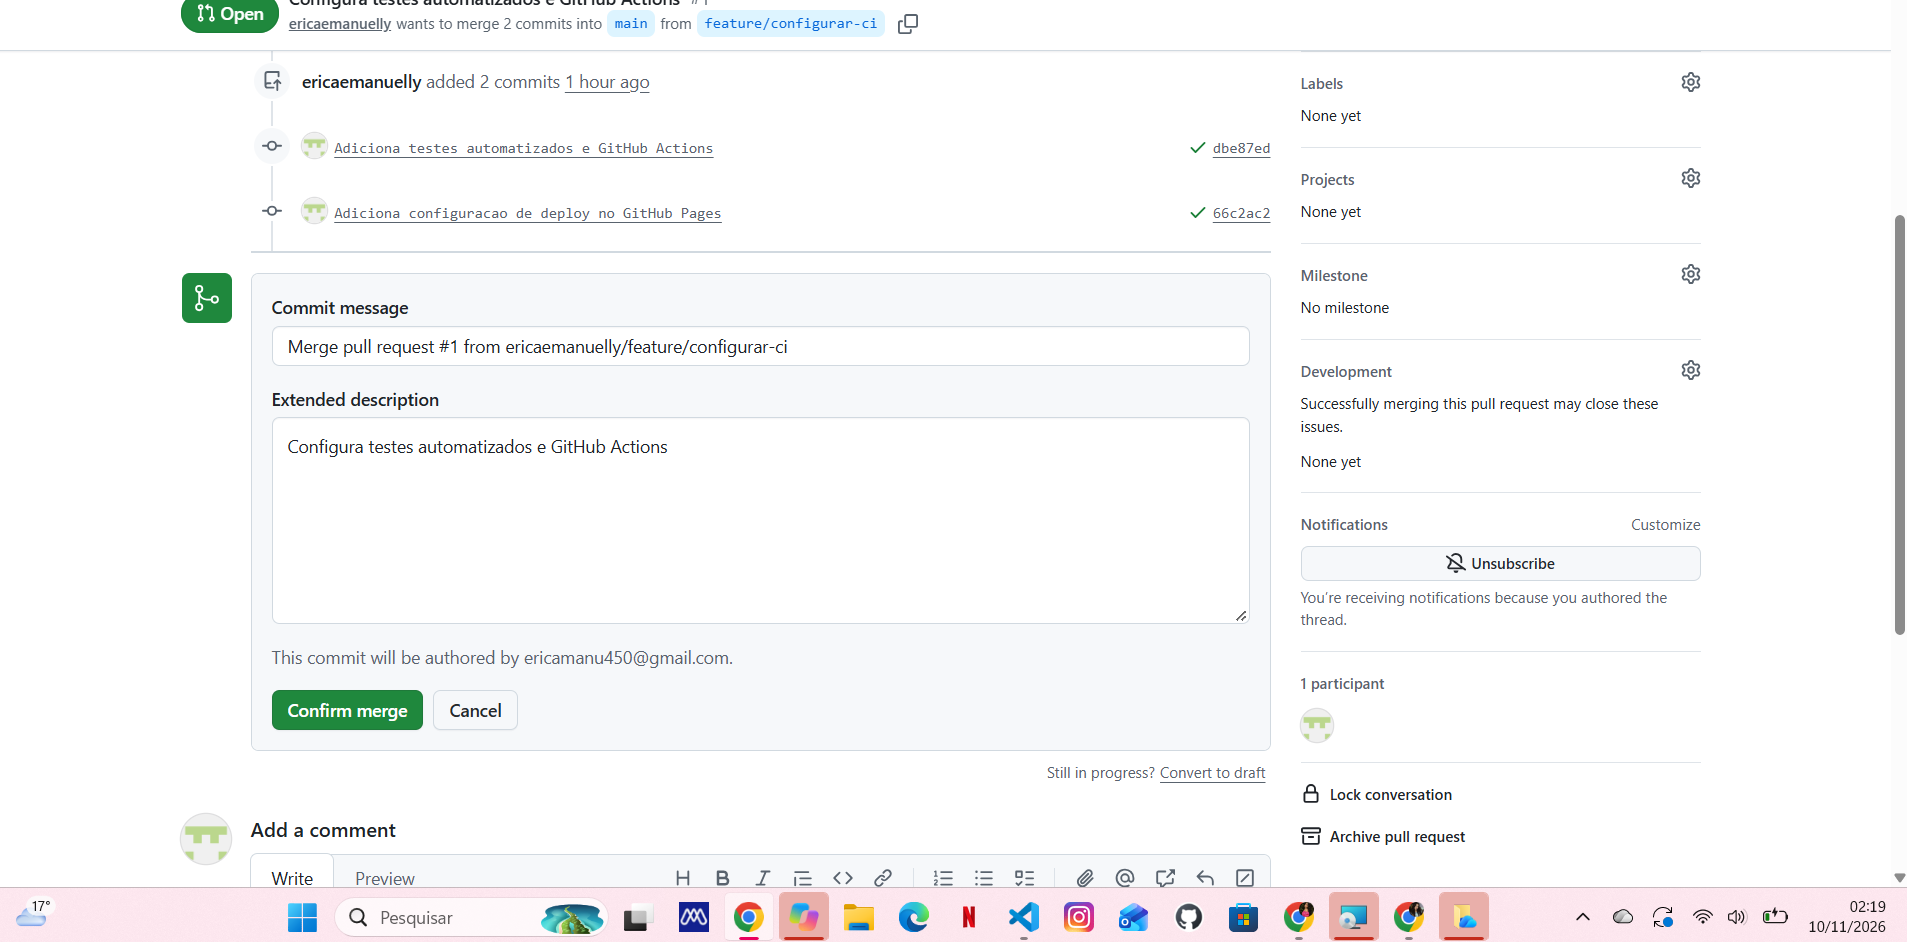 Open
Configura testes automatizados e GitHub Actions #1
ericaemanuelly wants to merge 2 commits into main from feature/configurar-ci
ericaemanuelly added 2 commits 1 hour ago
Adiciona testes automatizados e GitHub Actions dbe87ed
Adiciona configuracao de deploy no GitHub Pages 66c2ac2
Commit message
Merge pull request #1 from ericaemanuelly/feature/configurar-ci
Extended description
Configura testes automatizados e GitHub Actions
This commit will be authored by ericamanu450@gmail.com.
Confirm merge Cancel
Still in progress? Convert to draft
Add a comment
Write Preview
Labels
None yet
Projects
None yet
Milestone
No milestone
Development
Successfully merging this pull request may close these
issues.
None yet
Notifications Customize
Unsubscribe
You're receiving notifications because you authored the
thread.
1 participant
Lock conversation
Archive pull request
17°
Pesquisar
02:19
10/11/2026